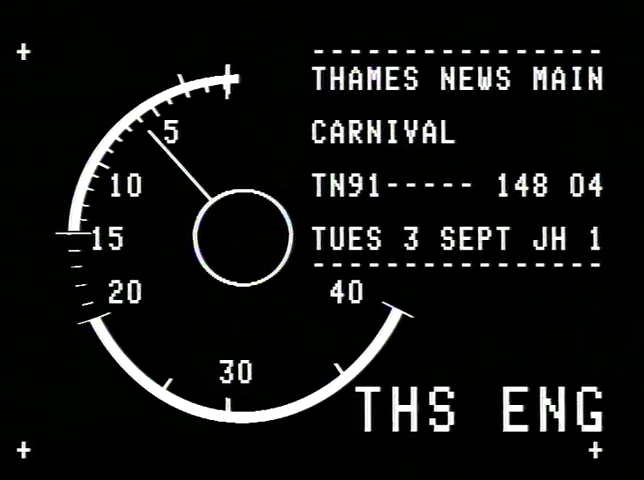 THAMES NEWS MAIN
CARNIVAL
TN91----- 148 04
TUES 3 SEPT JH 1
5
10
15
20
30
40
THS ENG